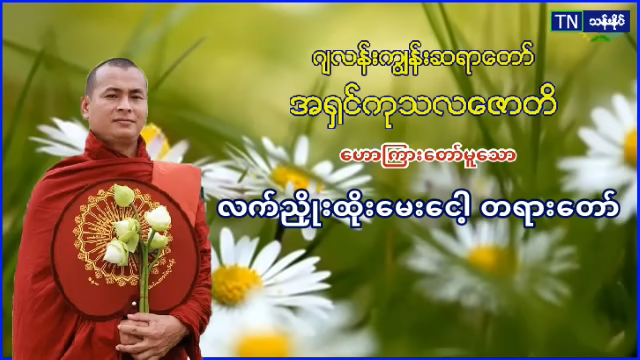 TN သန်းနိုင်
ဂျလန်းကျွန်းဆရာတော်
အရှင်ကုသလဇောတိ
ဟောကြားတော်မူသော
လက်ညှိုးထိုးမေးငေါ့ တရားတော်